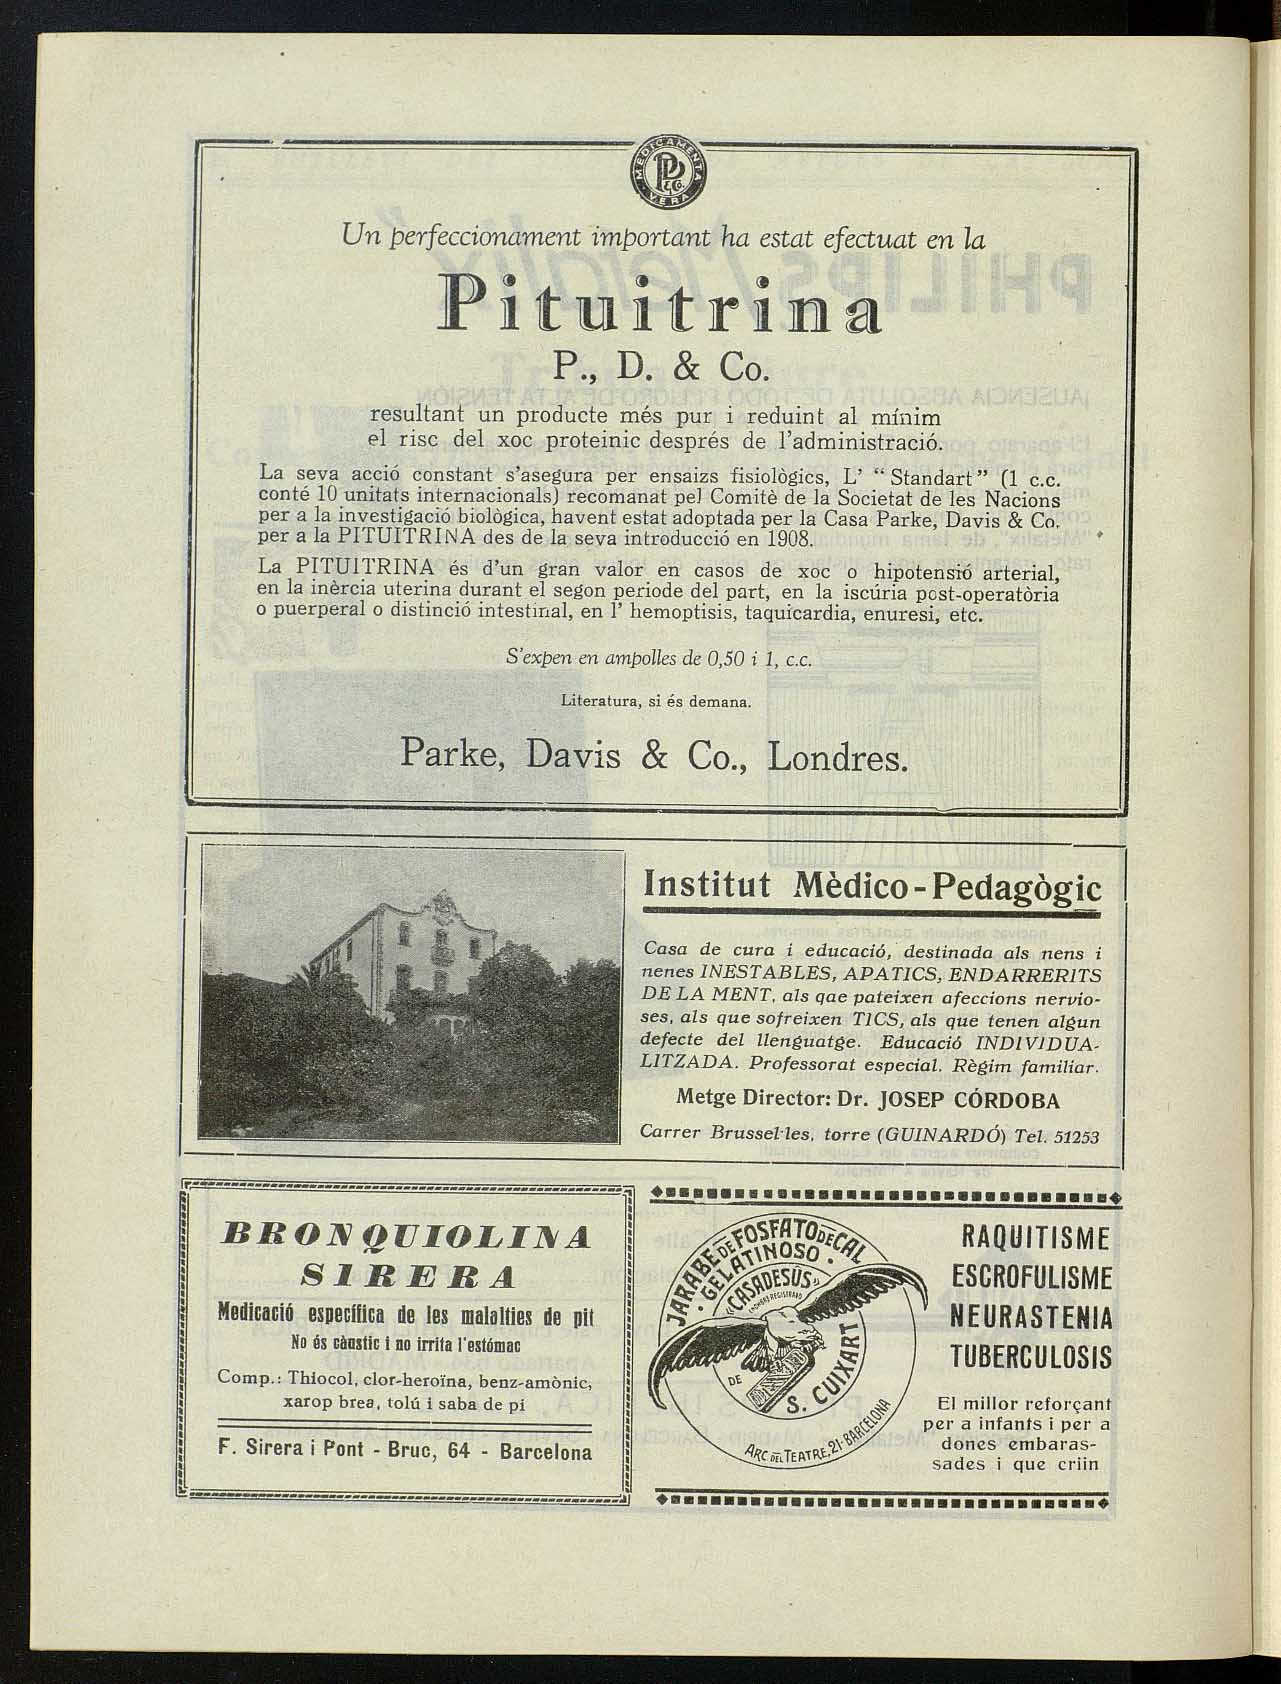 MEDICAMENTA VERA
P D & Co.
Un perfeccionament important ha estat efectuat en la
Pituitrina
P., D. & Co.
resultant un producte més pur i reduint al mínim
el risc del xoc proteinic després de l'administració.
La seva acció constant s'asegura per ensaizs fisiològics, L' “Standart” (1 c.c.
conté 10 unitats internacionals) recomanat pel Comitè de la Societat de les Nacions
per a la investigació biològica, havent estat adoptada per la Casa Parke, Davis & Co.
per a la PITUITRINA des de la seva introducció en 1908.
La PITUITRINA és d'un gran valor en casos de xoc o hipotensió arterial,
en la inèrcia uterina durant el segon periode del part, en la iscúria post-operatòria
o puerperal o distinció intestinal, en l' hemoptisis, taquicardia, enuresi, etc.
S'expen en ampolles de 0,50 i 1, c.c.
Literatura, si és demana.
Parke, Davis & Co., Londres.
Institut Mèdico-Pedagògic
Casa de cura i educació, destinada als nens i
nenes INESTABLES, APATICS, ENDARRERITS
DE LA MENT, als qae pateixen afeccions nervio-
ses, als que sofreixen TICS, als que tenen algun
defecte del llenguatge. Educació INDIVIDUA-
LITZADA. Professorat especial. Règim familiar.
Metge Director: Dr. JOSEP CÓRDOBA
Carrer Brussel·les, torre (GUINARDÓ) Tel. 51253
BRONQUIOLINA
SIRERA
Medicació específica de les malalties de pit
No és càustic i no irrita l'estómac
Comp.: Thiocol, clor-heroïna, benz-amònic,
xarop brea, tolú i saba de pi
F. Sirera i Pont - Bruc, 64 - Barcelona
JARABE DE FOSFATO DE CAL
· GELATINOSO ·
“CASADESÚS”
NOMBRE REGISTRADO
DE
S. CUIXART
ARC DEL TEATRE, 21-BARCELONA
RAQUITISME
ESCROFULISME
NEURASTENIA
TUBERCULOSIS
El millor reforçant
per a infants i per a
dones embaras-
sades i que criin